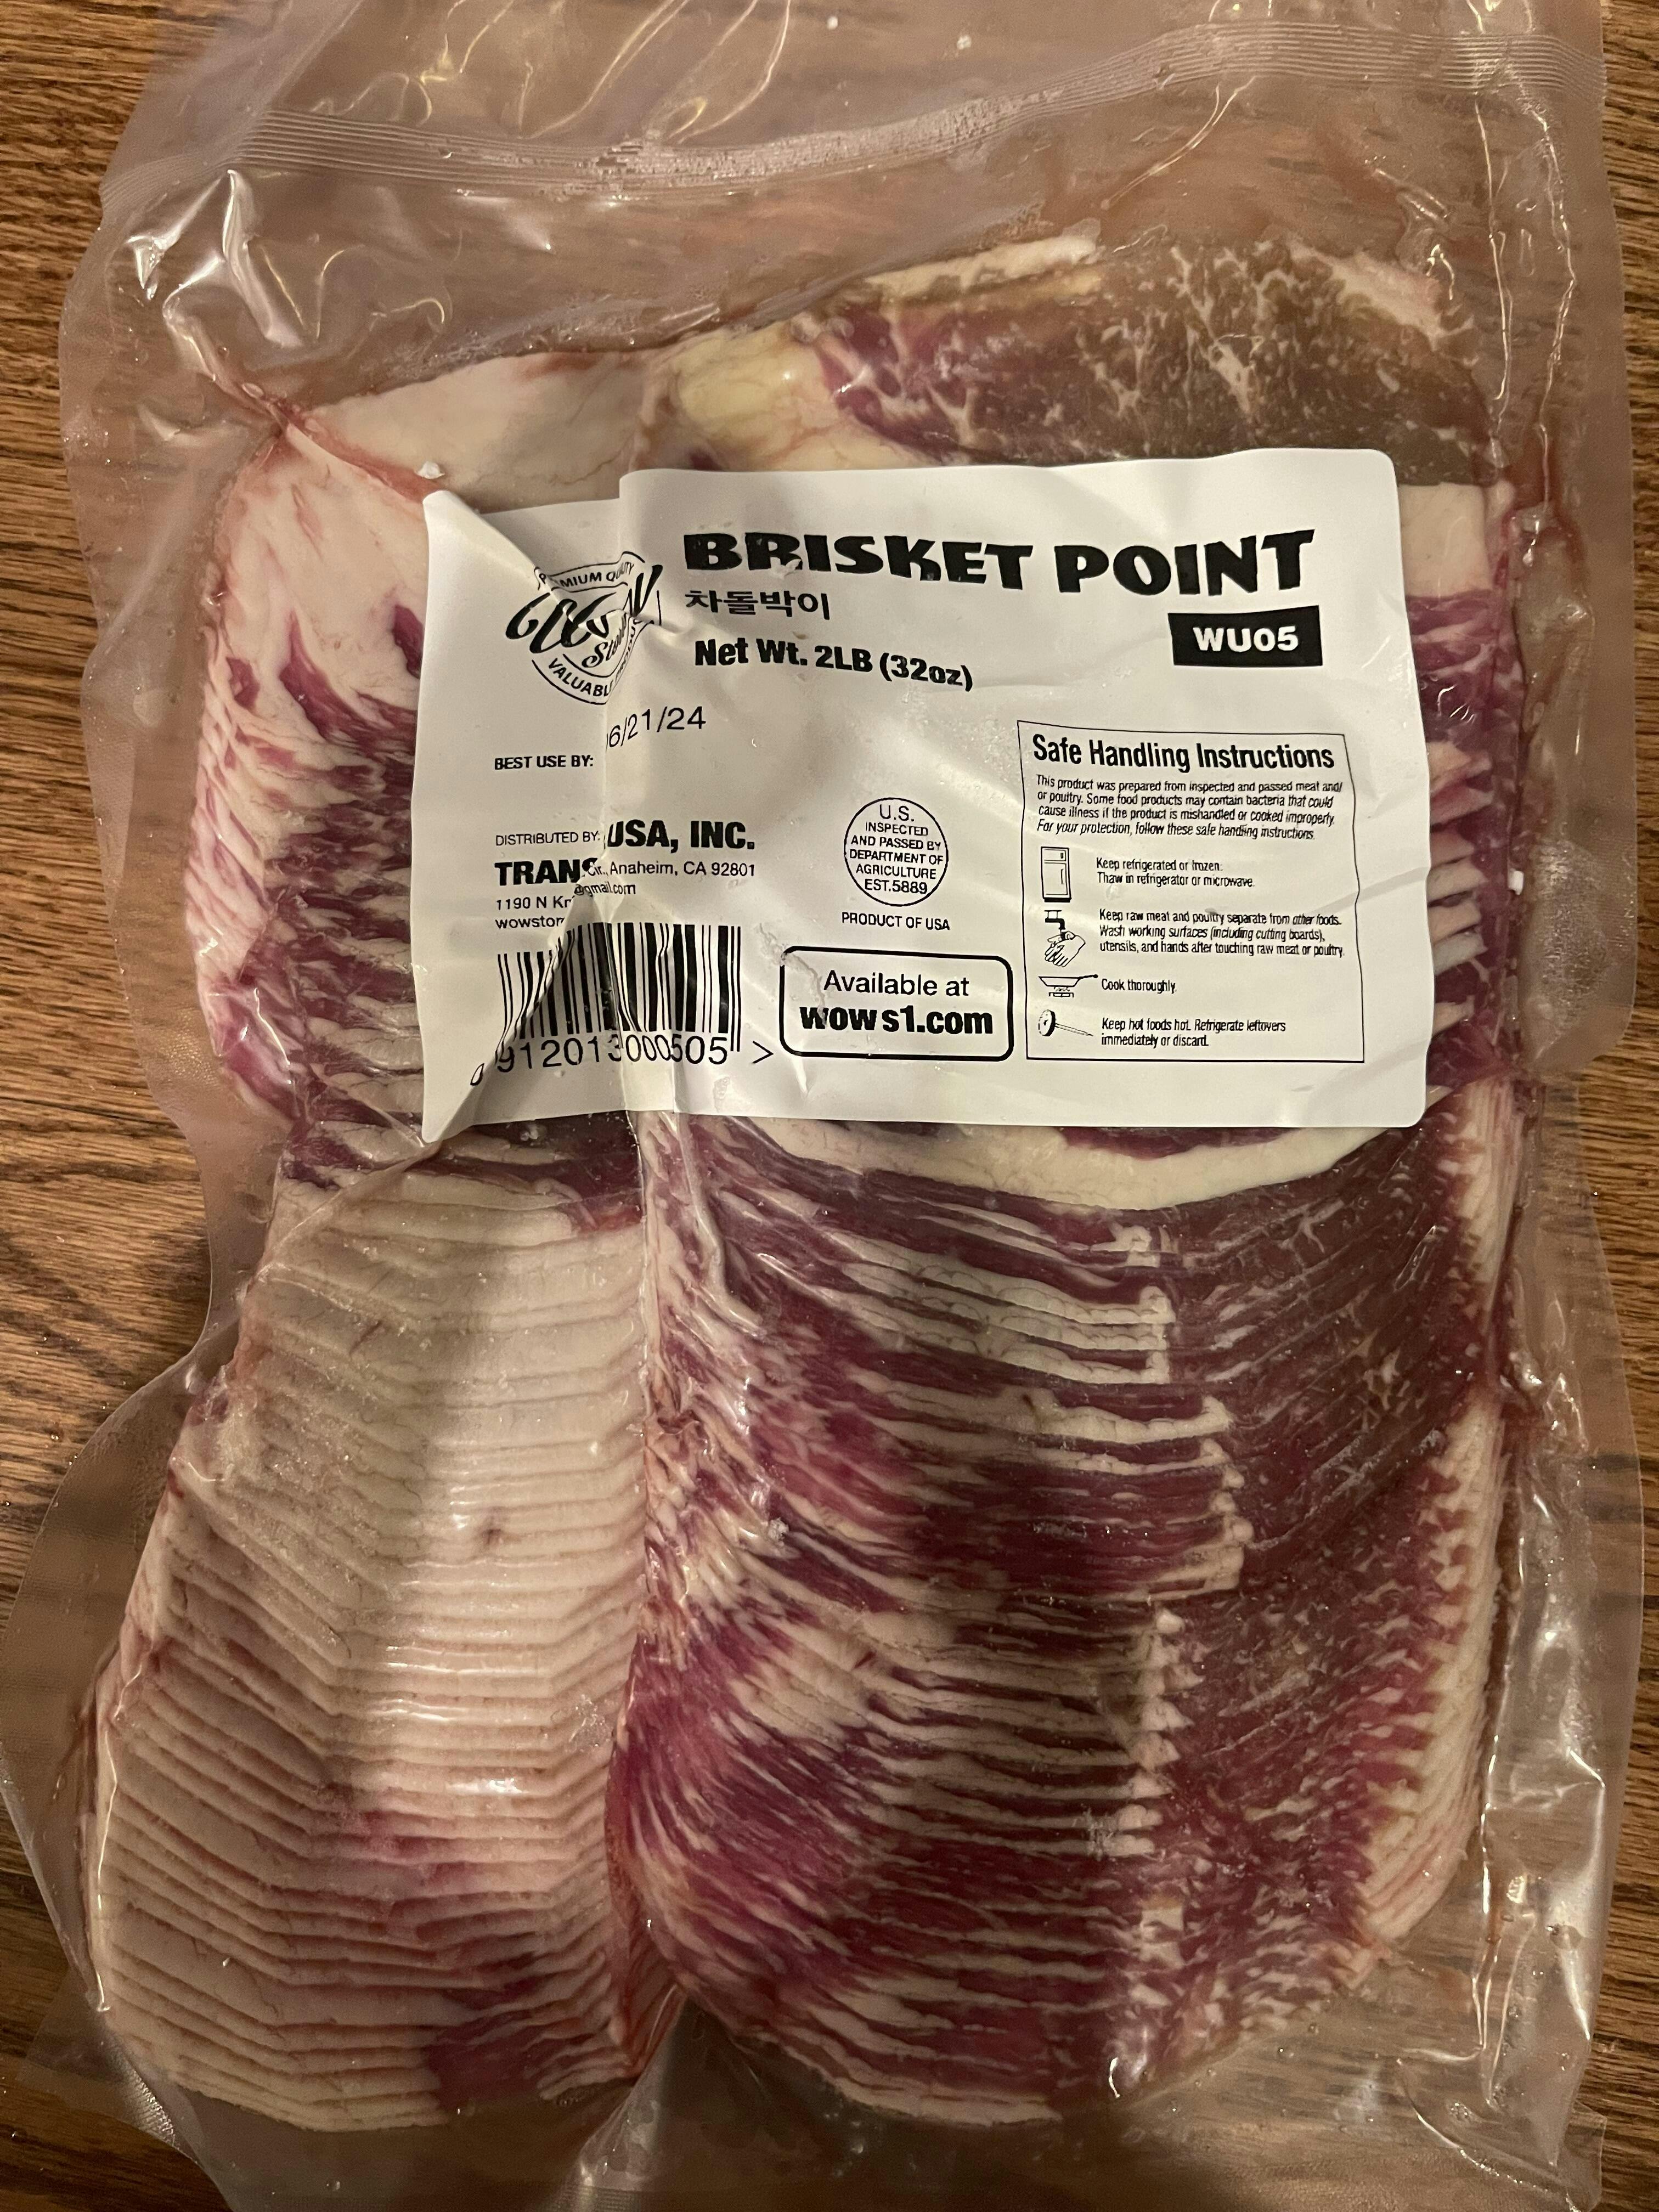 BRISKET POINT
차돌박이
WU05
Net Wt. 2LB (32oz)
VALUABLE
6/21/24
BEST USE BY:
DISTRIBUTED BY:
USA, INC.
Anaheim, CA 92801
1190 N
@gmail.com
U.S.
INSPECTED
AND PASSED BY
DEPARTMENT OF
AGRICULTURE
EST.5889
PRODUCT OF USA
Available at
wows1.com
912013000505 >
Safe Handling Instructions
This product was prepared from inspected and passed meat and/
or poultry. Some food products may contain bacteria that could
cause illness if the product is mishandled or cooked improperly.
For your protection, follow these safe handling instructions.
Keep refrigerated or frozen.
Thaw in refrigerator or microwave.
Keep raw meat and poultry separate from other foods.
Wash working surfaces (including cutting boards),
utensils, and hands after touching raw meat or poultry.
Cook thoroughly.
Keep hot foods hot. Refrigerate leftovers
immediately or discard.